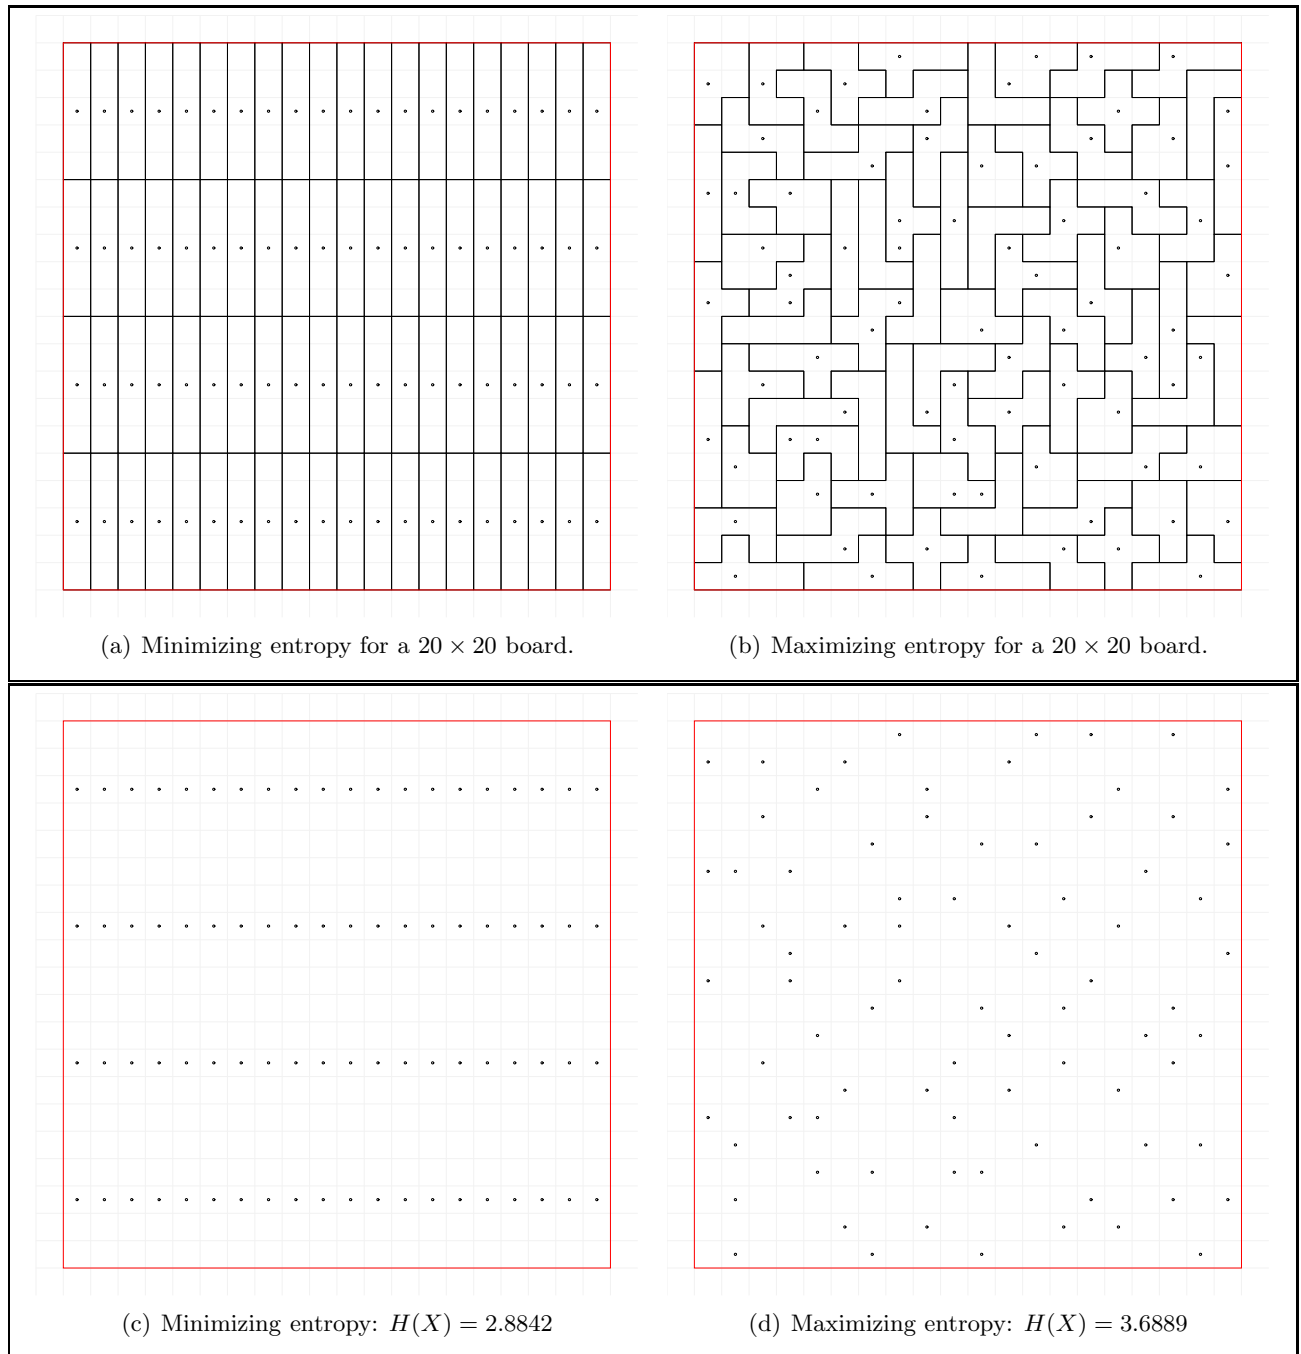 (a) Minimizing entropy for a 20 × 20 board.
(b) Maximizing entropy for a 20 × 20 board.
(c) Minimizing entropy: H(X) = 2.8842
(d) Maximizing entropy: H(X) = 3.6889